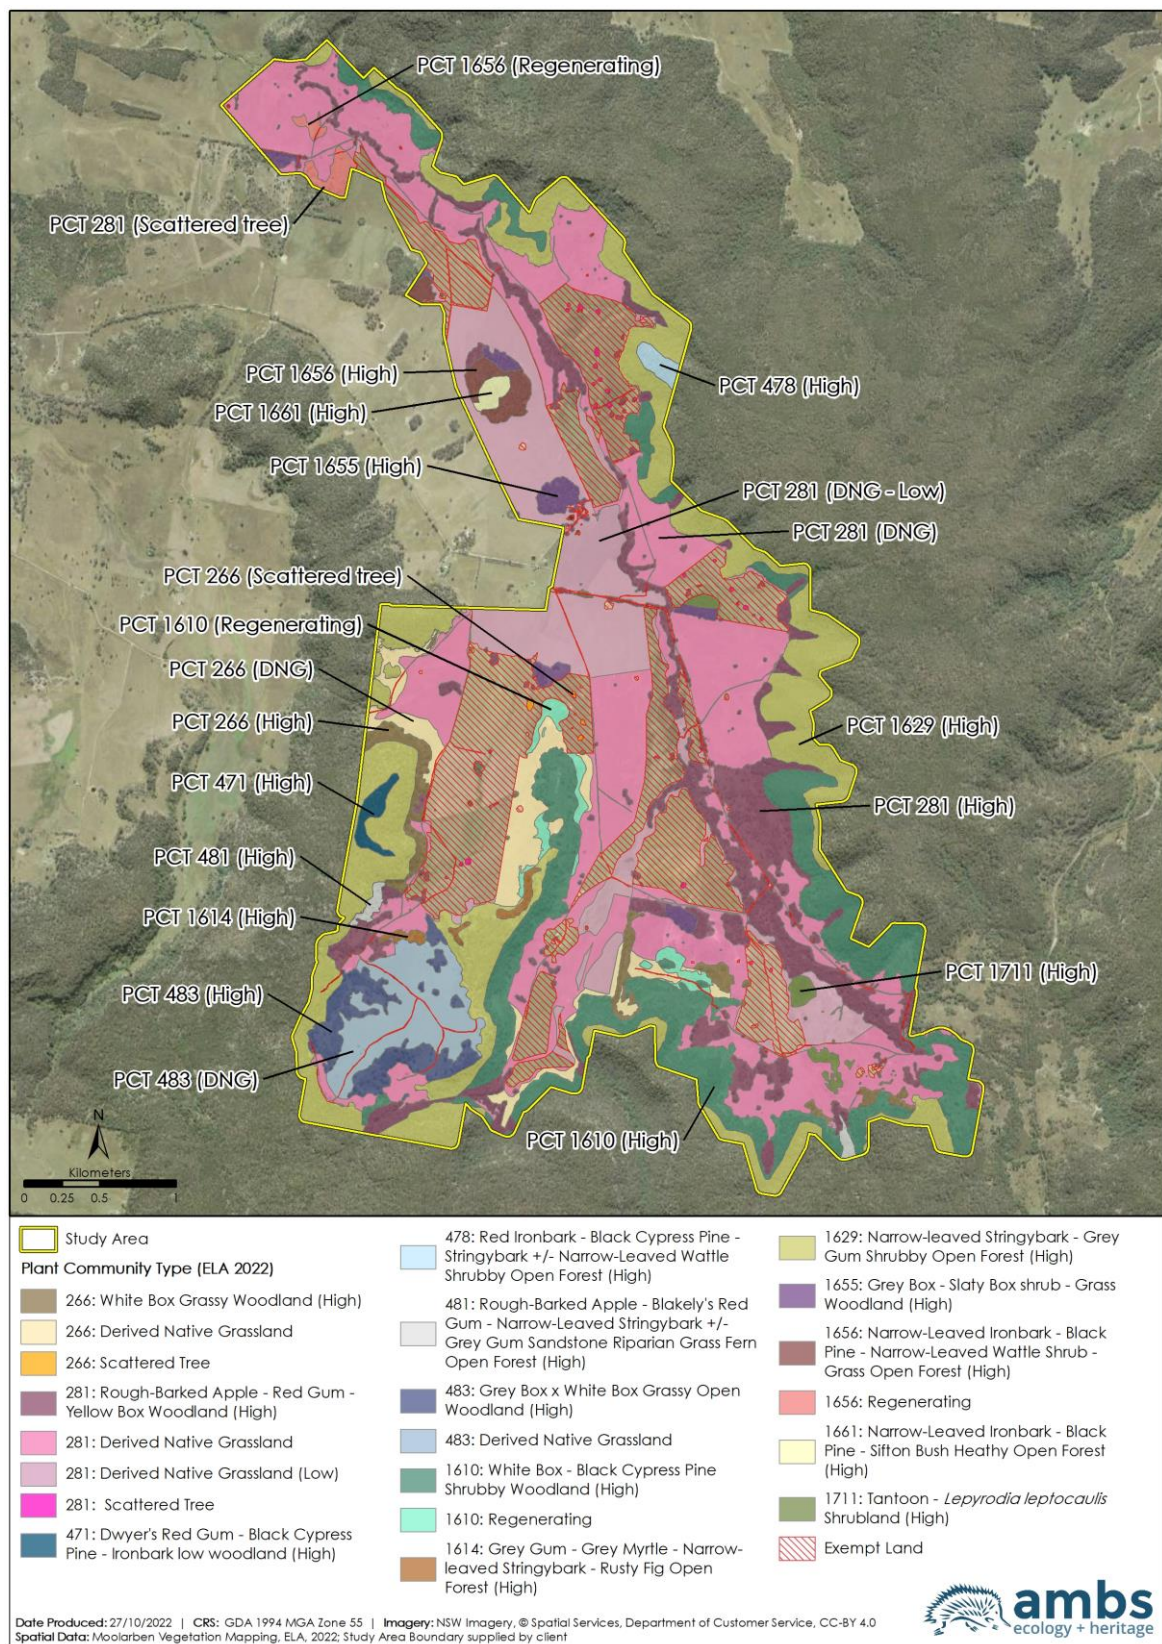 PCT 1656 (Regenerating)
PCT 281 (Scattered tree)
PCT 1656 (High)
PCT 1661 (High)
PCT 478 (High)
PCT 1655 (High)
PCT 281 (DNG - Low)
PCT 281 (DNG)
PCT 266 (Scattered tree)
PCT 1610 (Regenerating)
PCT 266 (DNG)
PCT 266 (High)
PCT 1629 (High)
PCT 471 (High)
PCT 281 (High)
PCT 481 (High)
PCT 1614 (High)
PCT 1711 (High)
PCT 483 (High)
PCT 483 (DNG)
PCT 1610 (High)
N
Kilometers
0 0.25 0.5 1
Study Area
Plant Community Type (ELA 2022)
266: White Box Grassy Woodland (High)
266: Derived Native Grassland
266: Scattered Tree
281: Rough-Barked Apple - Red Gum -
Yellow Box Woodland (High)
281: Derived Native Grassland
281: Derived Native Grassland (Low)
281: Scattered Tree
471: Dwyer's Red Gum - Black Cypress
Pine - Ironbark low woodland (High)
478: Red Ironbark - Black Cypress Pine -
Stringybark +/- Narrow-Leaved Wattle
Shrubby Open Forest (High)
481: Rough-Barked Apple - Blakely's Red
Gum - Narrow-Leaved Stringybark +/-
Grey Gum Sandstone Riparian Grass Fern
Open Forest (High)
483: Grey Box x White Box Grassy Open
Woodland (High)
483: Derived Native Grassland
1610: White Box - Black Cypress Pine
Shrubby Woodland (High)
1610: Regenerating
1614: Grey Gum - Grey Myrtle - Narrow-
leaved Stringybark - Rusty Fig Open
Forest (High)
1629: Narrow-leaved Stringybark - Grey
Gum Shrubby Open Forest (High)
1655: Grey Box - Slaty Box shrub - Grass
Woodland (High)
1656: Narrow-Leaved Ironbark - Black
Pine - Narrow-Leaved Wattle Shrub -
Grass Open Forest (High)
1656: Regenerating
1661: Narrow-Leaved Ironbark - Black
Pine - Sifton Bush Heathy Open Forest
(High)
1711: Tantoon - Lepyrodia leptocaulis
Shrubland (High)
Exempt Land
Date Produced: 27/10/2022 | CRS: GDA 1994 MGA Zone 55 | Imagery: NSW Imagery, © Spatial Services, Department of Customer Service, CC-BY 4.0
Spatial Data: Moolarben Vegetation Mapping, ELA, 2022; Study Area Boundary supplied by client
ambs
ecology + heritage